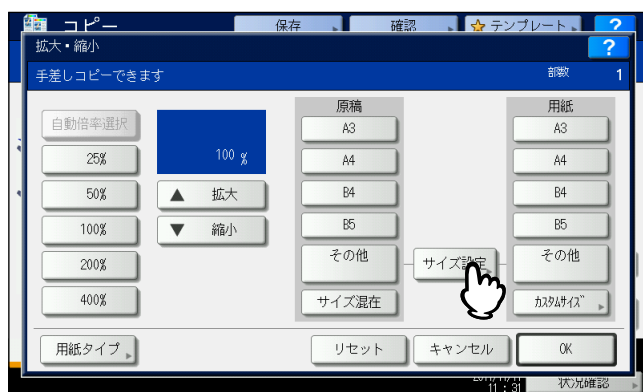 コピー
保存
確認
テンプレート
?
拡大・縮小
?
手差しコピーできます
部数 1
自動倍率選択
25%
50%
100%
200%
400%
100 %
▲ 拡大
▼ 縮小
原稿
A3
A4
B4
B5
その他
サイズ混在
サイズ設定
用紙
A3
A4
B4
B5
その他
カスタムサイズ
用紙タイプ
リセット
キャンセル
OK
11:31
状況確認